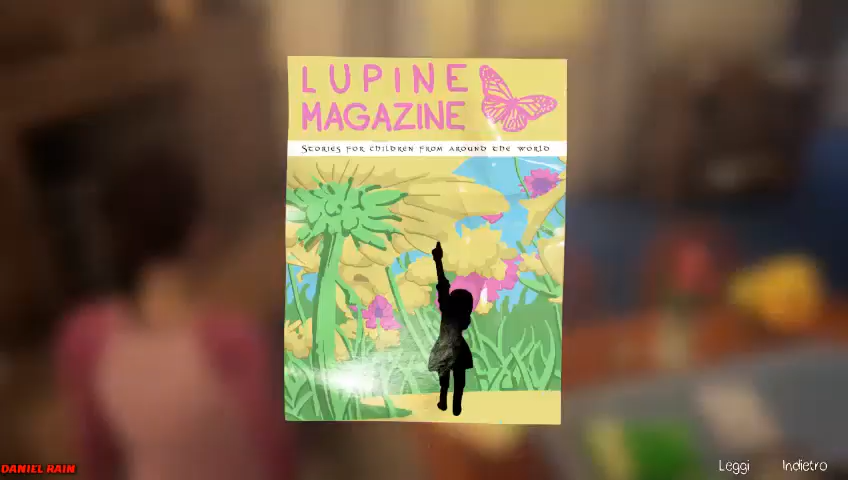 LUPINE
MAGAZINE
Stories for children from around the world
DANIEL RAIN
Leggi Indietro